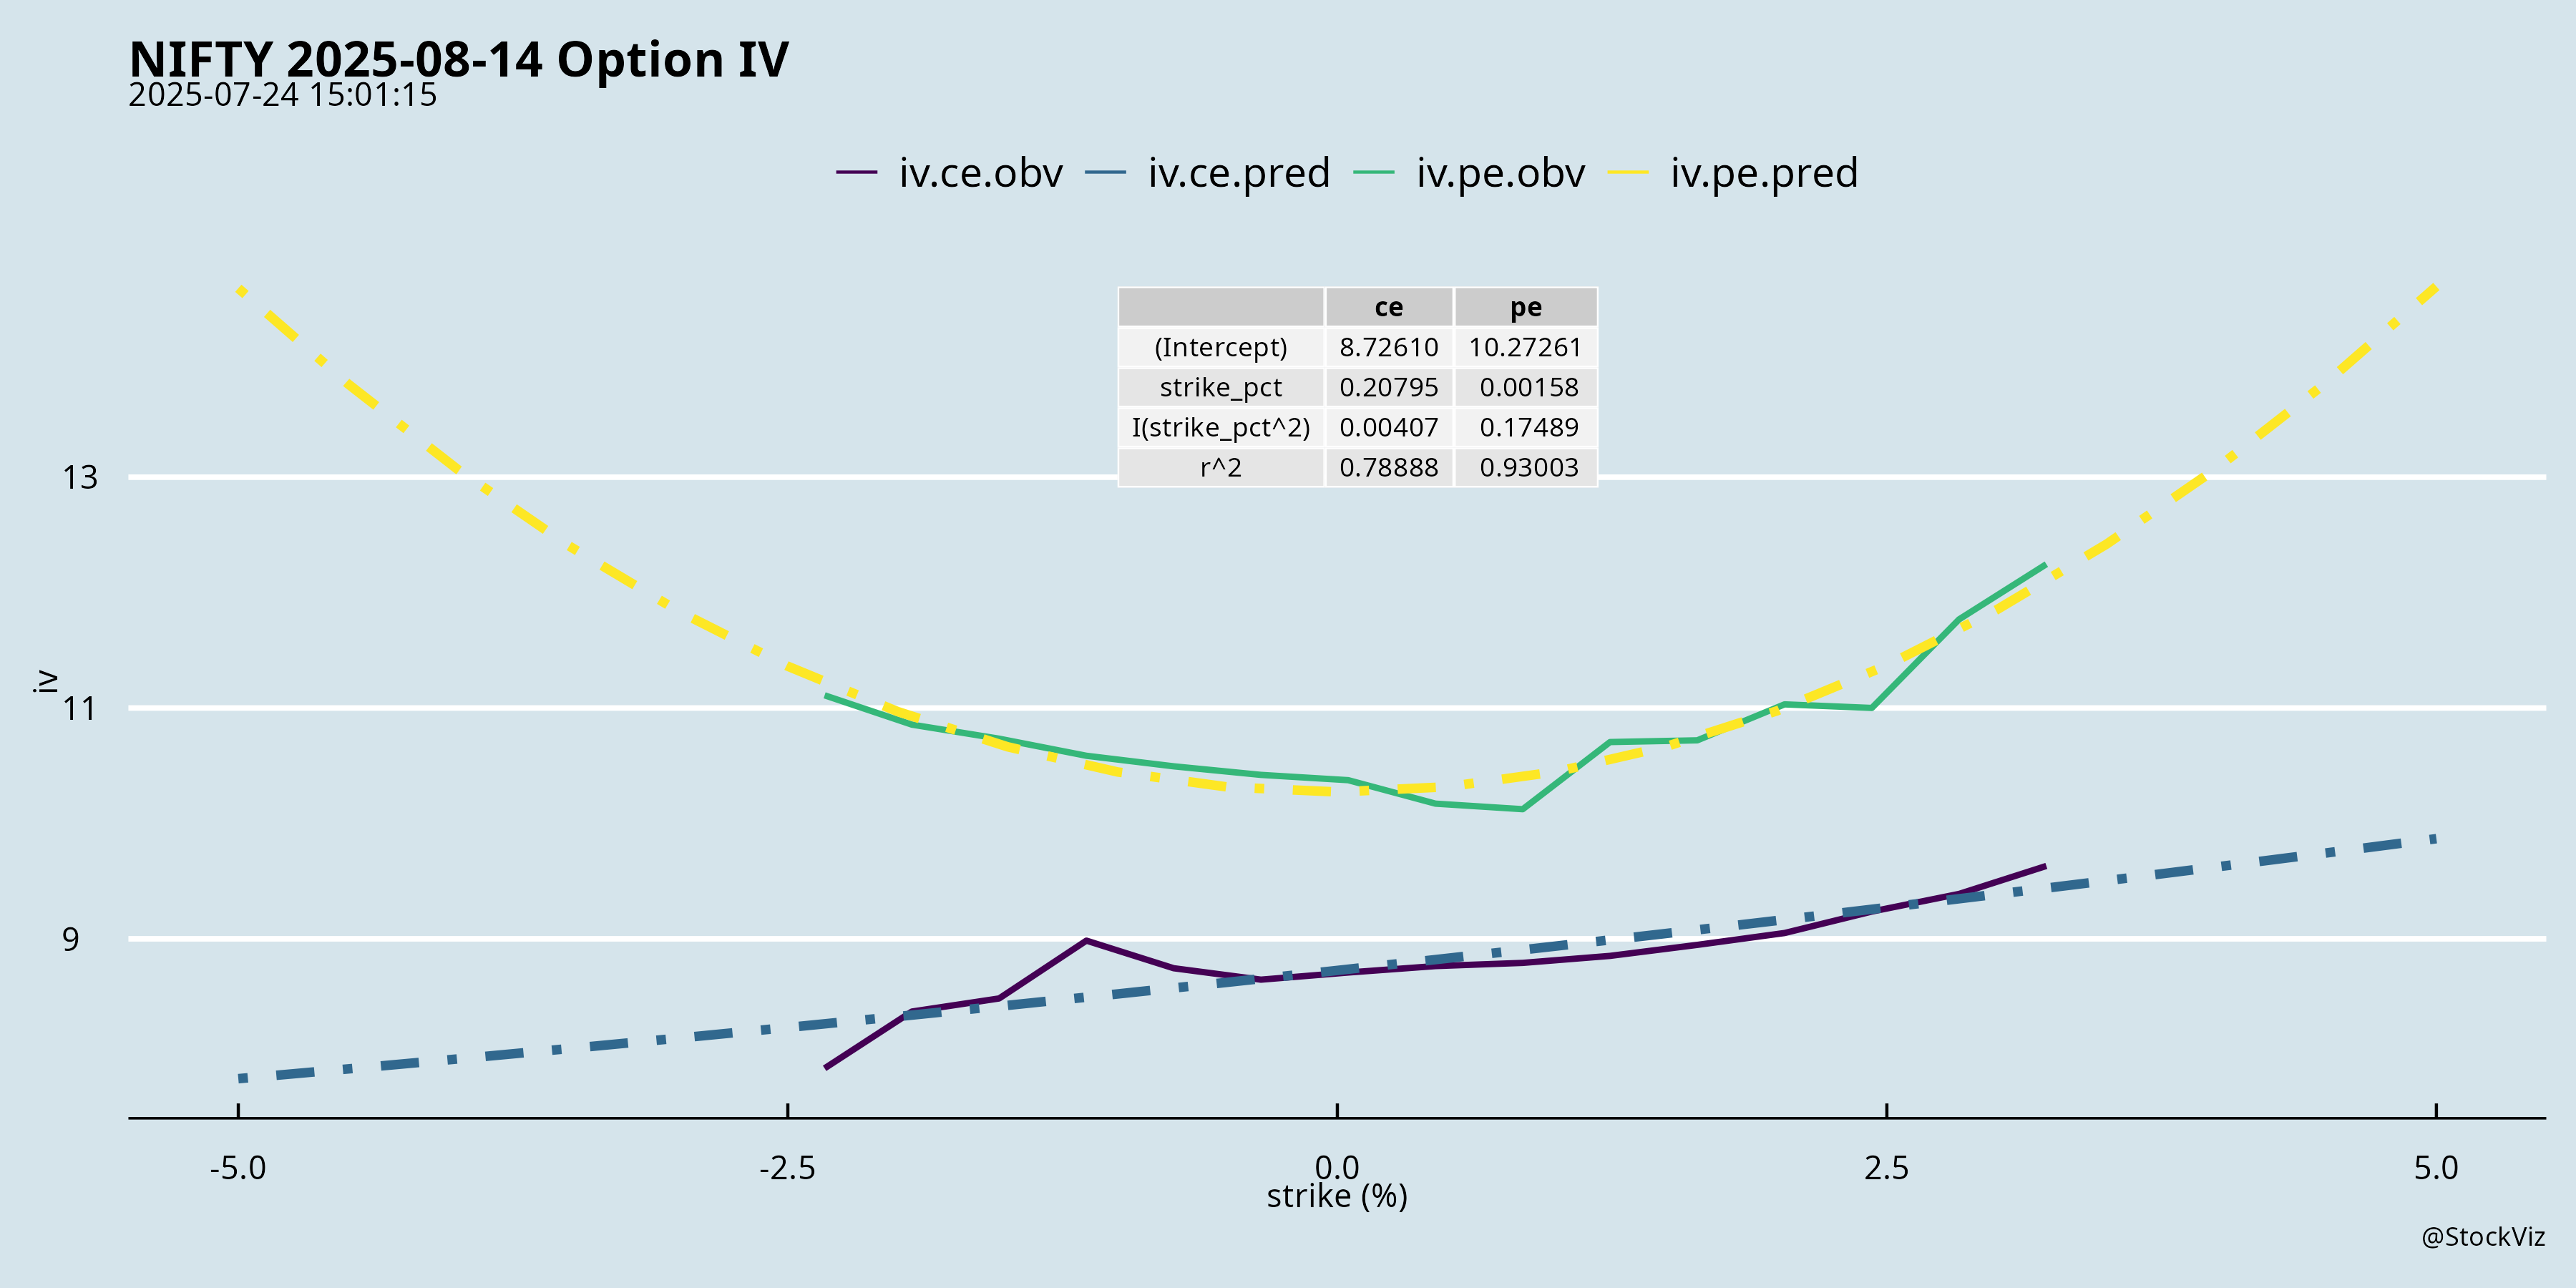 NIFTY 2025-08-14 Option IV
2025-07-24 15:01:15
iv.ce.obv iv.ce.pred iv.pe.obv iv.pe.pred
ce pe
(Intercept) 8.72610 10.27261
strike_pct 0.20795 0.00158
I(strike_pct^2) 0.00407 0.17489
r^2 0.78888 0.93003
13
11
9
iv
-5.0 -2.5 0.0 2.5 5.0
strike (%)
@StockViz